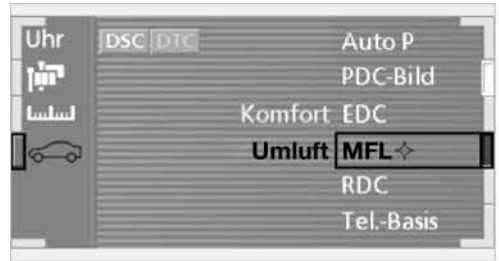 Uhr DSC DTC Auto P
PDC-Bild
Komfort EDC
Umluft MFL✧
RDC
Tel.-Basis